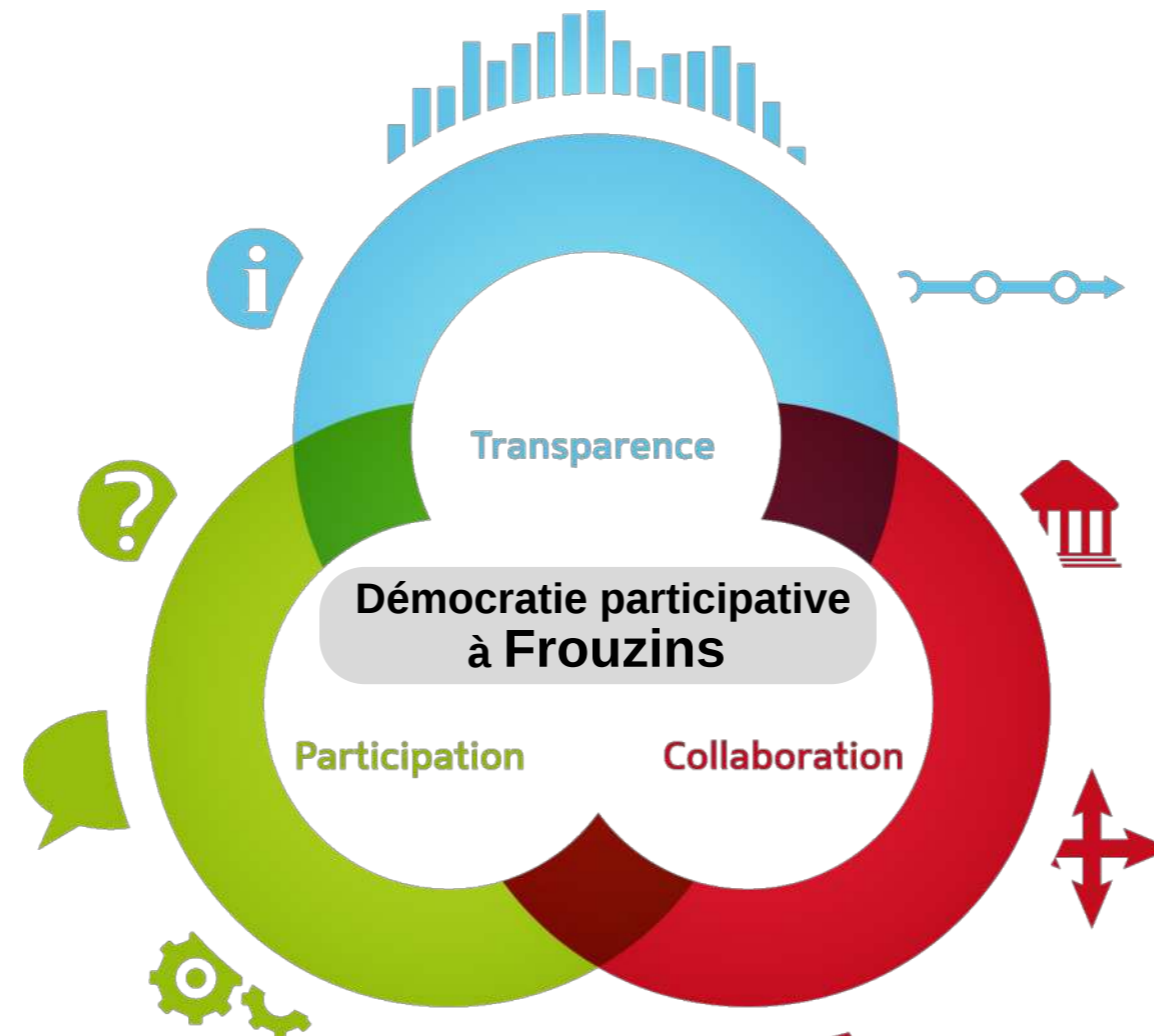 Transparence
Démocratie participative
à Frouzins
Participation
Collaboration